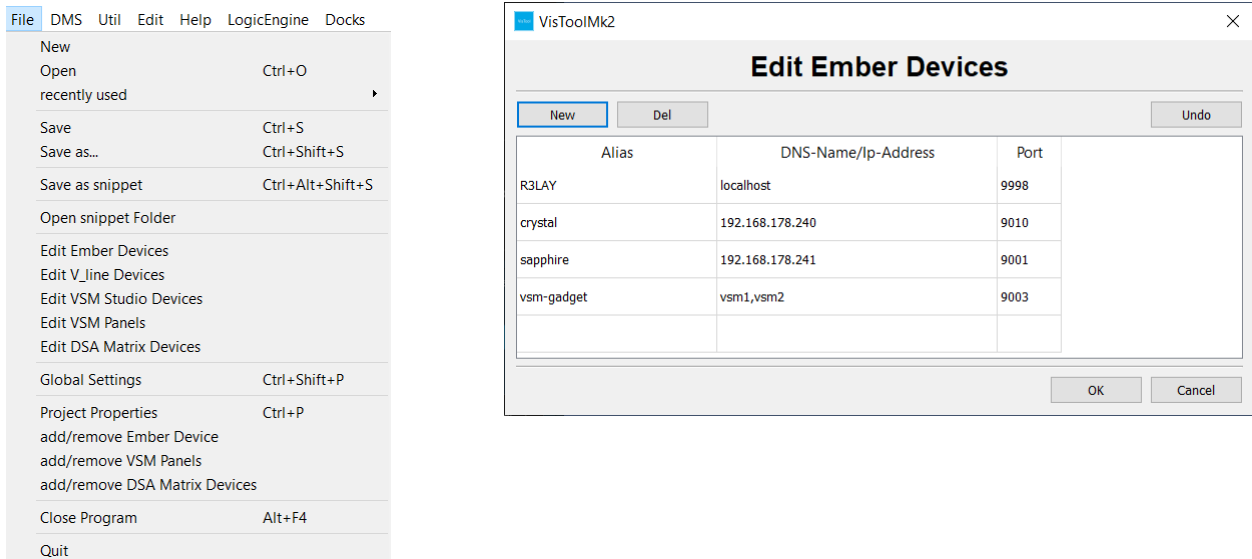 File DMS Util Edit Help LogicEngine Docks
New
Open Ctrl+O
recently used
Save Ctrl+S
Save as... Ctrl+Shift+S
Save as snippet Ctrl+Alt+Shift+S
Open snippet Folder
Edit Ember Devices
Edit V_line Devices
Edit VSM Studio Devices
Edit VSM Panels
Edit DSA Matrix Devices
Global Settings Ctrl+Shift+P
Project Properties Ctrl+P
add/remove Ember Device
add/remove VSM Panels
add/remove DSA Matrix Devices
Close Program Alt+F4
Quit
VisToolMk2
Edit Ember Devices
New Del Undo
Alias DNS-Name/Ip-Address Port
R3LAY localhost 9998
crystal 192.168.178.240 9010
sapphire 192.168.178.241 9001
vsm-gadget vsm1,vsm2 9003
OK Cancel